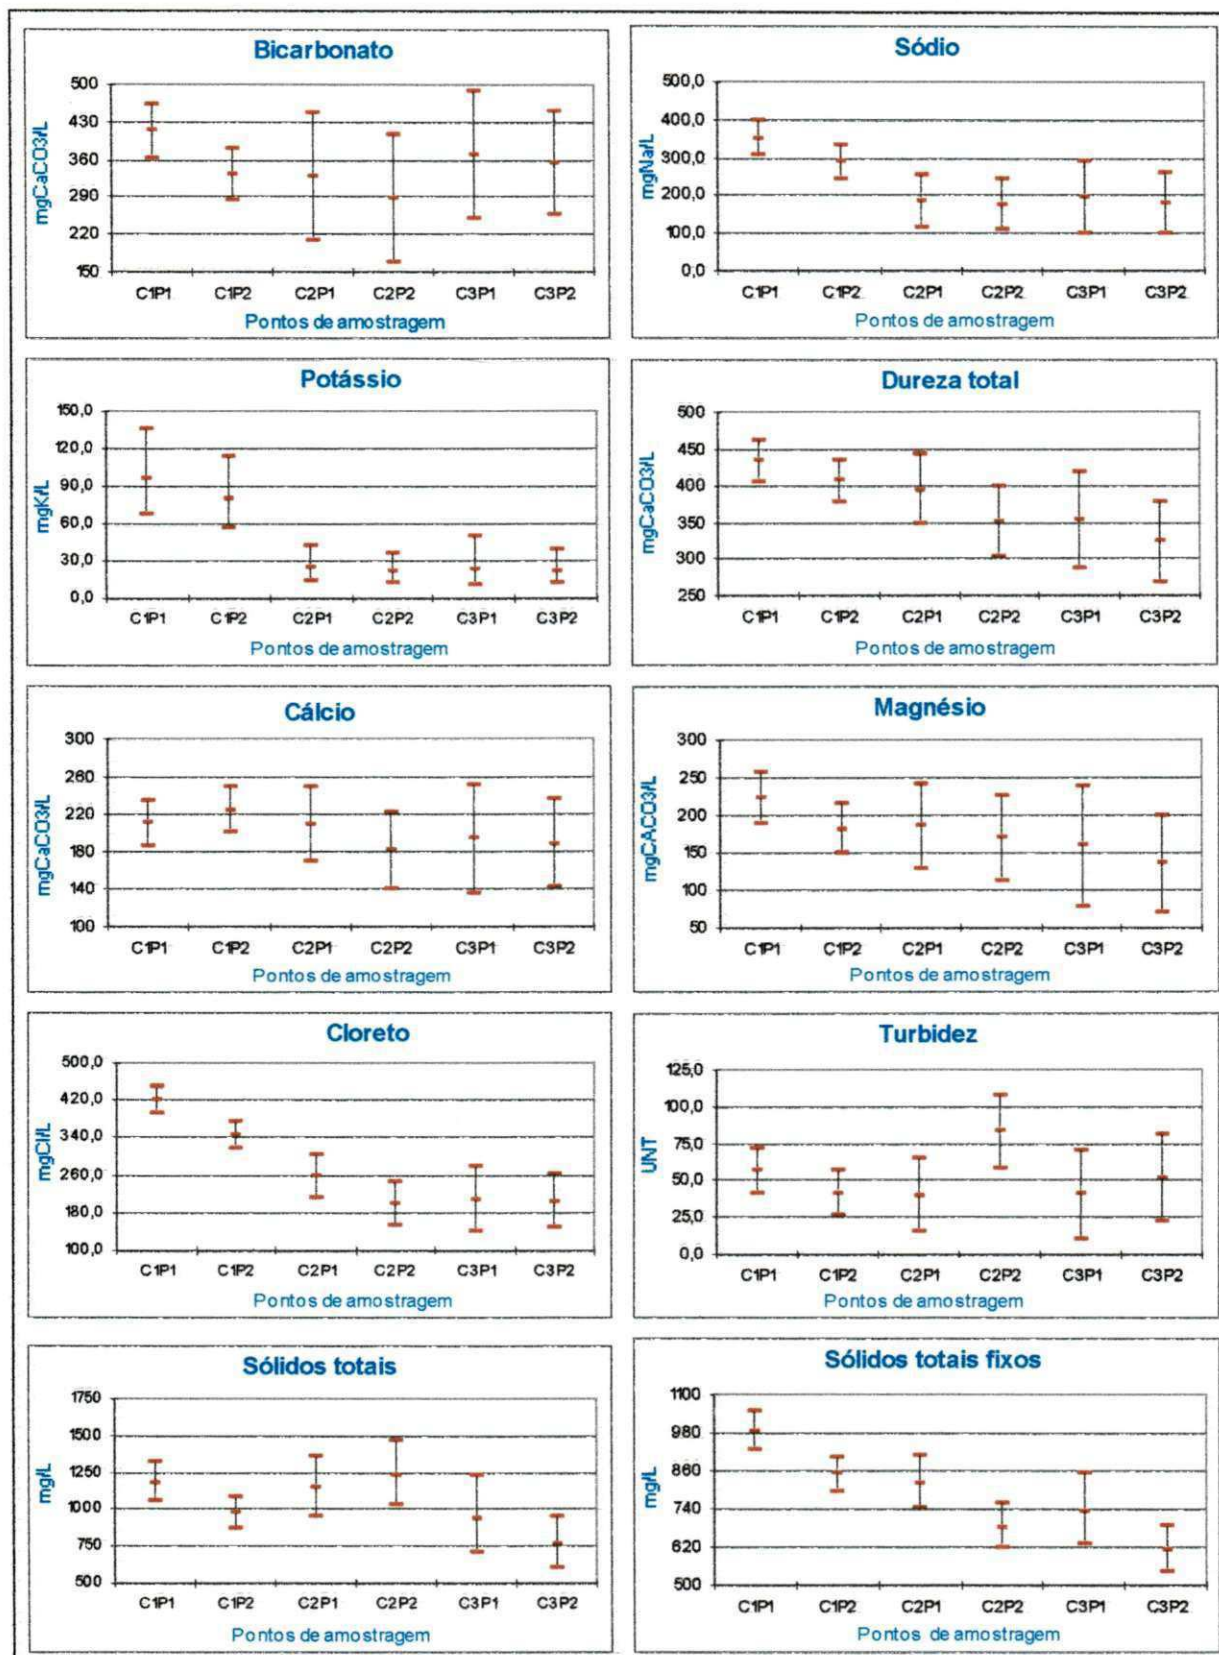 Bicarbonato
mgCaCO3/L
500
430
360
290
220
150
C1P1 C1P2 C2P1 C2P2 C3P1 C3P2
Pontos de amostragem
Sódio
mgNa/L
500,0
400,0
300,0
200,0
100,0
0,0
C1P1 C1P2 C2P1 C2P2 C3P1 C3P2
Pontos de amostragem
Potássio
mgK/L
150,0
120,0
90,0
60,0
30,0
0,0
C1P1 C1P2 C2P1 C2P2 C3P1 C3P2
Pontos de amostragem
Dureza total
mgCaCO3/L
500
450
400
350
300
250
C1P1 C1P2 C2P1 C2P2 C3P1 C3P2
Pontos de amostragem
Cálcio
mgCaCO3/L
300
260
220
180
140
100
C1P1 C1P2 C2P1 C2P2 C3P1 C3P2
Pontos de amostragem
Magnésio
mgCACO3/L
300
250
200
150
100
50
C1P1 C1P2 C2P1 C2P2 C3P1 C3P2
Pontos de amostragem
Cloreto
mgCl/L
500,0
420,0
340,0
260,0
180,0
100,0
C1P1 C1P2 C2P1 C2P2 C3P1 C3P2
Pontos de amostragem
Turbidez
UNT
125,0
100,0
75,0
50,0
25,0
0,0
C1P1 C1P2 C2P1 C2P2 C3P1 C3P2
Pontos de amostragem
Sólidos totais
mg/L
1750
1500
1250
1000
750
500
C1P1 C1P2 C2P1 C2P2 C3P1 C3P2
Pontos de amostragem
Sólidos totais fixos
mg/L
1100
980
860
740
620
500
C1P1 C1P2 C2P1 C2P2 C3P1 C3P2
Pontos de amostragem